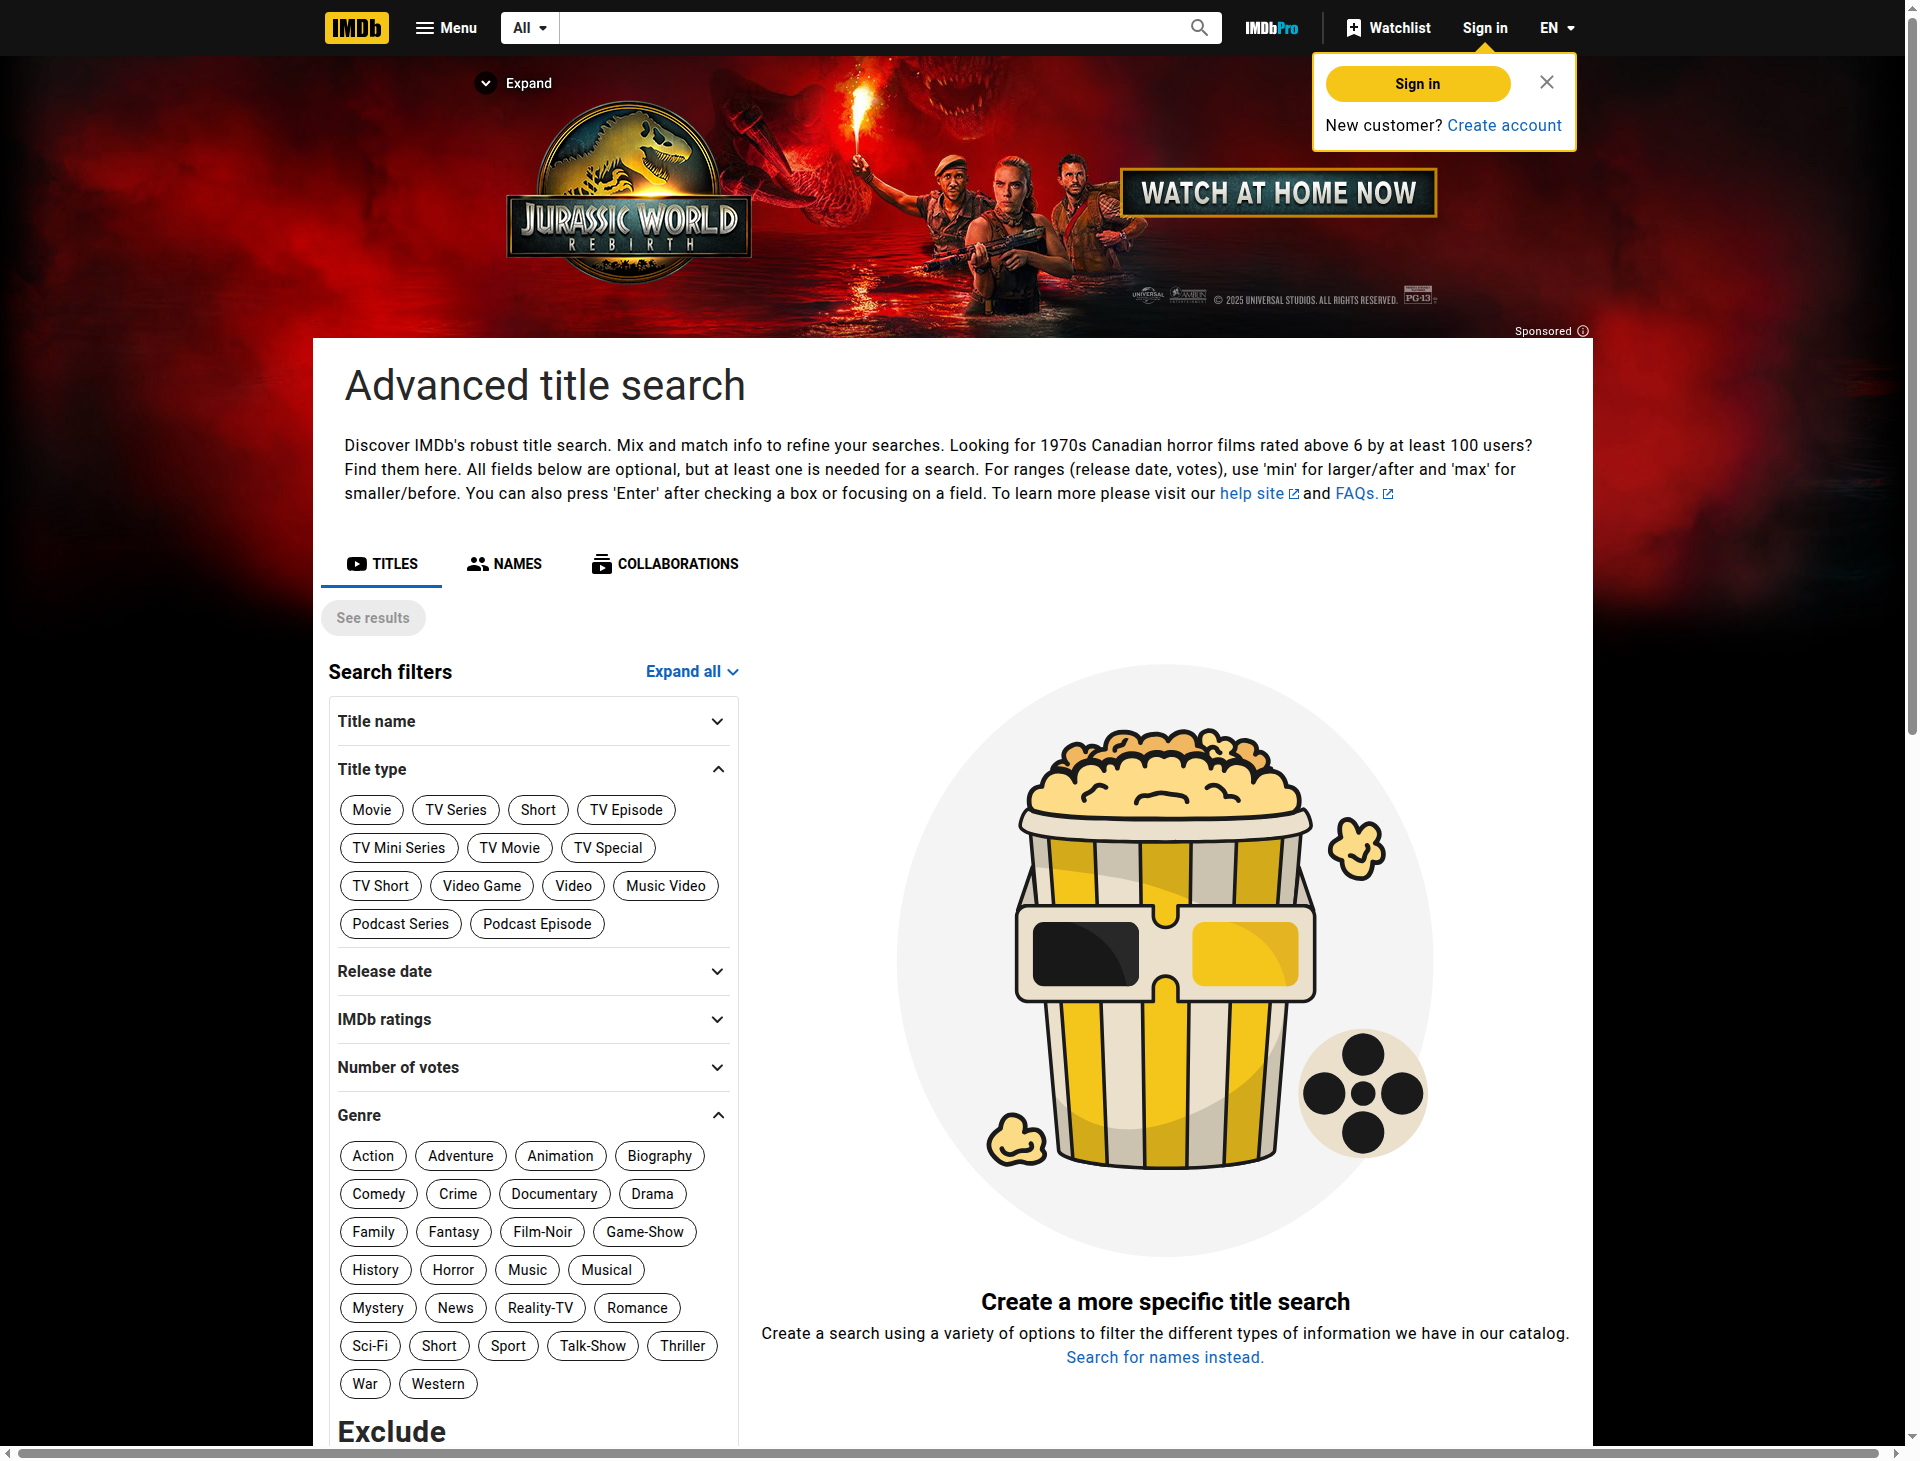 IMDb Menu All IMDbPro Watchlist Sign in EN
Expand
Sign in
New customer? Create account
JURASSIC WORLD
REBIRTH
WATCH AT HOME NOW
UNIVERSAL AMBLIN © 2025 UNIVERSAL STUDIOS. ALL RIGHTS RESERVED. PG-13
Sponsored
Advanced title search
Discover IMDb's robust title search. Mix and match info to refine your searches. Looking for 1970s Canadian horror films rated above 6 by at least 100 users?
Find them here. All fields below are optional, but at least one is needed for a search. For ranges (release date, votes), use 'min' for larger/after and 'max' for
smaller/before. You can also press 'Enter' after checking a box or focusing on a field. To learn more please visit our help site and FAQs.
TITLES NAMES COLLABORATIONS
See results
Search filters Expand all
Title name
Title type
Movie TV Series Short TV Episode
TV Mini Series TV Movie TV Special
TV Short Video Game Video Music Video
Podcast Series Podcast Episode
Release date
IMDb ratings
Number of votes
Genre
Action Adventure Animation Biography
Comedy Crime Documentary Drama
Family Fantasy Film-Noir Game-Show
History Horror Music Musical
Mystery News Reality-TV Romance
Sci-Fi Short Sport Talk-Show Thriller
War Western
Exclude
Create a more specific title search
Create a search using a variety of options to filter the different types of information we have in our catalog.
Search for names instead.